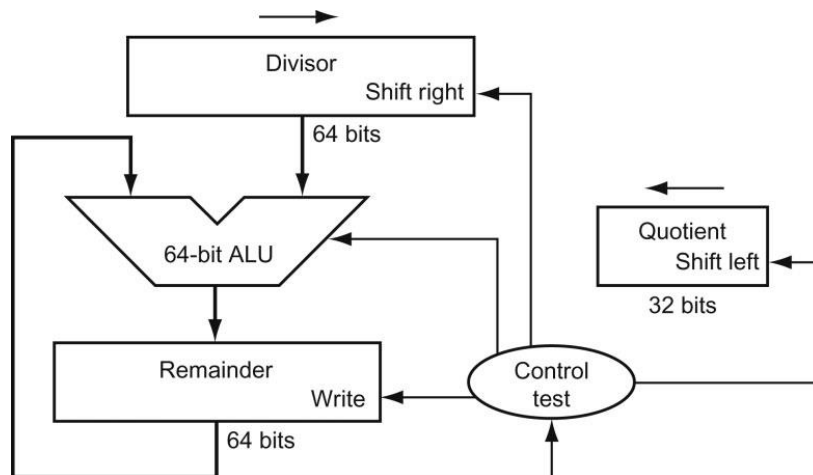 Divisor
Shift right
64 bits
64-bit ALU
Quotient
Shift left
32 bits
Remainder
Write
64 bits
Control
test